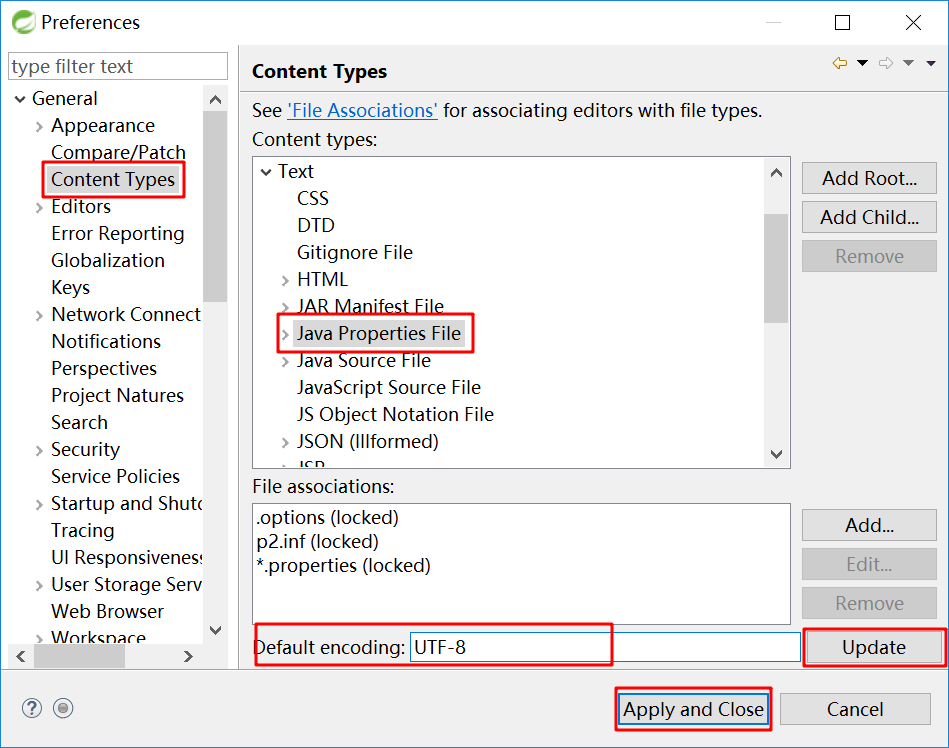 Preferences
type filter text
General
Appearance
Compare/Patch
Content Types
Editors
Error Reporting
Globalization
Keys
Network Connect
Notifications
Perspectives
Project Natures
Search
Security
Service Policies
Startup and Shutd
Tracing
UI Responsiveness
User Storage Serv
Web Browser
Workspace
Content Types
See 'File Associations' for associating editors with file types.
Content types:
Text
CSS
DTD
Gitignore File
HTML
JAR Manifest File
Java Properties File
Java Source File
JavaScript Source File
JS Object Notation File
JSON (Illformed)
JSP
Add Root...
Add Child...
Remove
File associations:
.options (locked)
p2.inf (locked)
*.properties (locked)
Add...
Edit...
Remove
Default encoding: UTF-8
Update
?
Apply and Close
Cancel